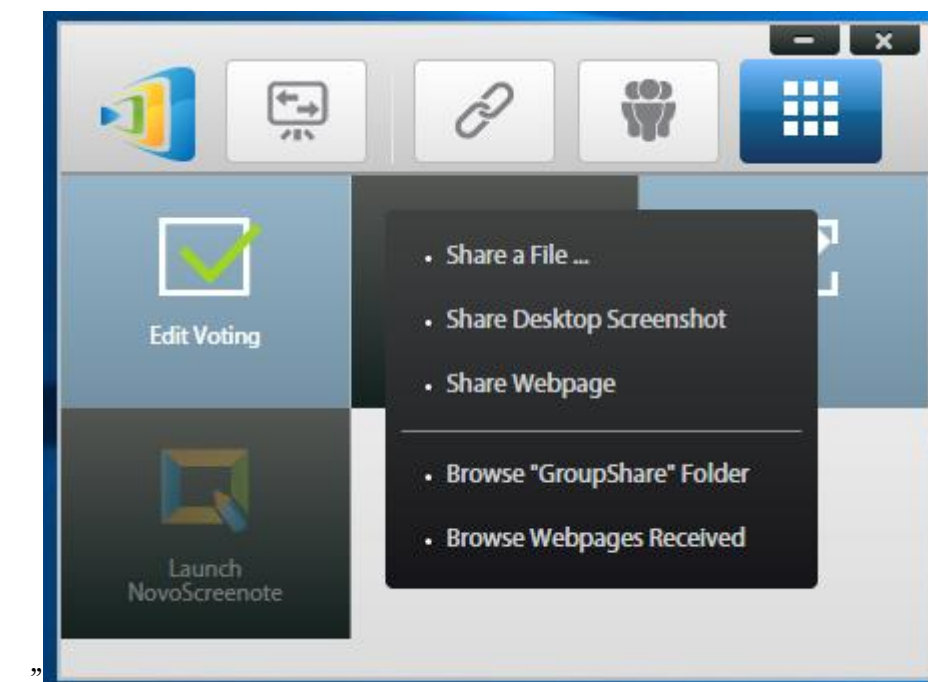 Edit Voting
• Share a File ...
• Share Desktop Screenshot
• Share Webpage
• Browse "GroupShare" Folder
• Browse Webpages Received
Launch
NovoScreenote
”